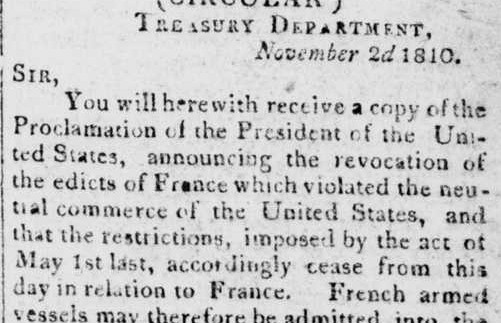 (CIRCULAR)
TREASURY DEPARTMENT,
November 2d 1810.
SIR,
You will herewith receive a copy of the
Proclamation of the President of the Uni-
ted States, announcing the revocation of
the edicts of France which violated the neu-
tral commerce of the United States, and
that the restrictions, imposed by the act of
May 1st last, accordingly cease from this
day in relation to France. French armed
vessels may therefore be admitted into the